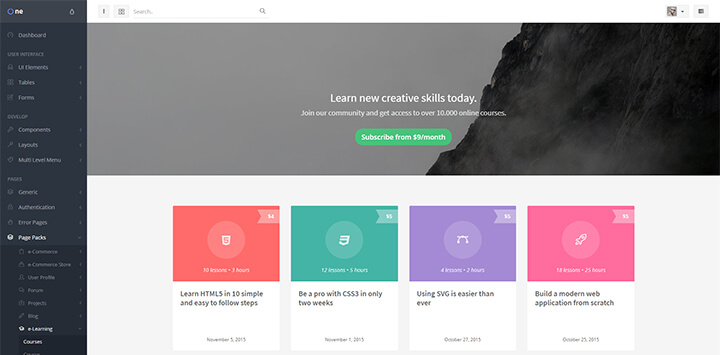 One
Search..
Dashboard
USER INTERFACE
UI Elements
Tables
Forms
DEVELOP
Components
Layouts
Multi Level Menu
PAGES
Generic
Authentication
Error Pages
Page Packs
e-Commerce
e-Commerce Store
User Profile
Forum
Projects
Blog
e-Learning
Courses
Learn new creative skills today.
Join our community and get access to over 10.000 online courses.
Subscribe from $9/month
10 lessons • 3 hours
Learn HTML5 in 10 simple
and easy to follow steps
November 5, 2015
$5
12 lessons • 5 hours
Be a pro with CSS3 in only
two weeks
November 1, 2015
$5
4 lessons • 2 hours
Using SVG is easier than
ever
October 27, 2015
$5
18 lessons • 25 hours
Build a modern web
application from scratch
October 25, 2015